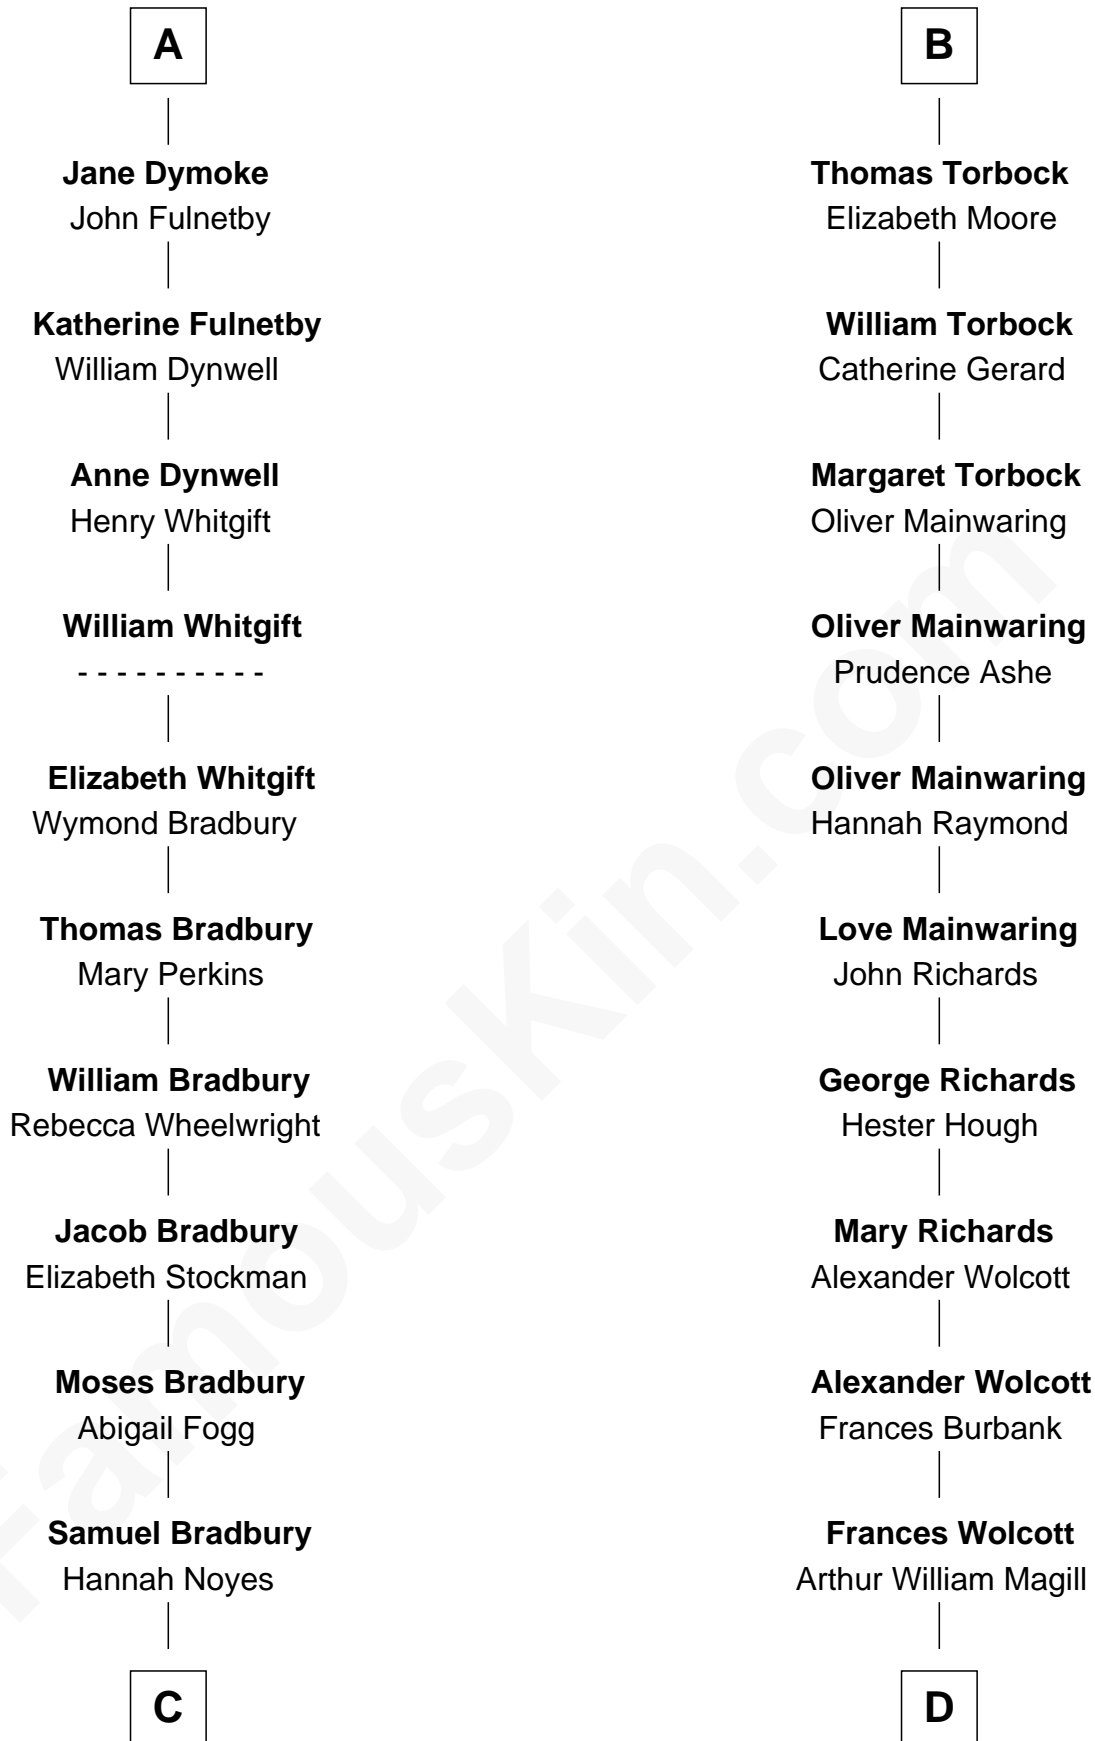 A
Jane Dymoke
John Fulnetby
Katherine Fulnetby
William Dynwell
Anne Dynwell
Henry Whitgift
William Whitgift
- - - - - - - - - -
Elizabeth Whitgift
Wymond Bradbury
Thomas Bradbury
Mary Perkins
William Bradbury
Rebecca Wheelwright
Jacob Bradbury
Elizabeth Stockman
Moses Bradbury
Abigail Fogg
Samuel Bradbury
Hannah Noyes
C
B
Thomas Torbock
Elizabeth Moore
William Torbock
Catherine Gerard
Margaret Torbock
Oliver Mainwaring
Oliver Mainwaring
Prudence Ashe
Oliver Mainwaring
Hannah Raymond
Love Mainwaring
John Richards
George Richards
Hester Hough
Mary Richards
Alexander Wolcott
Alexander Wolcott
Frances Burbank
Frances Wolcott
Arthur William Magill
D
FamousKin.com